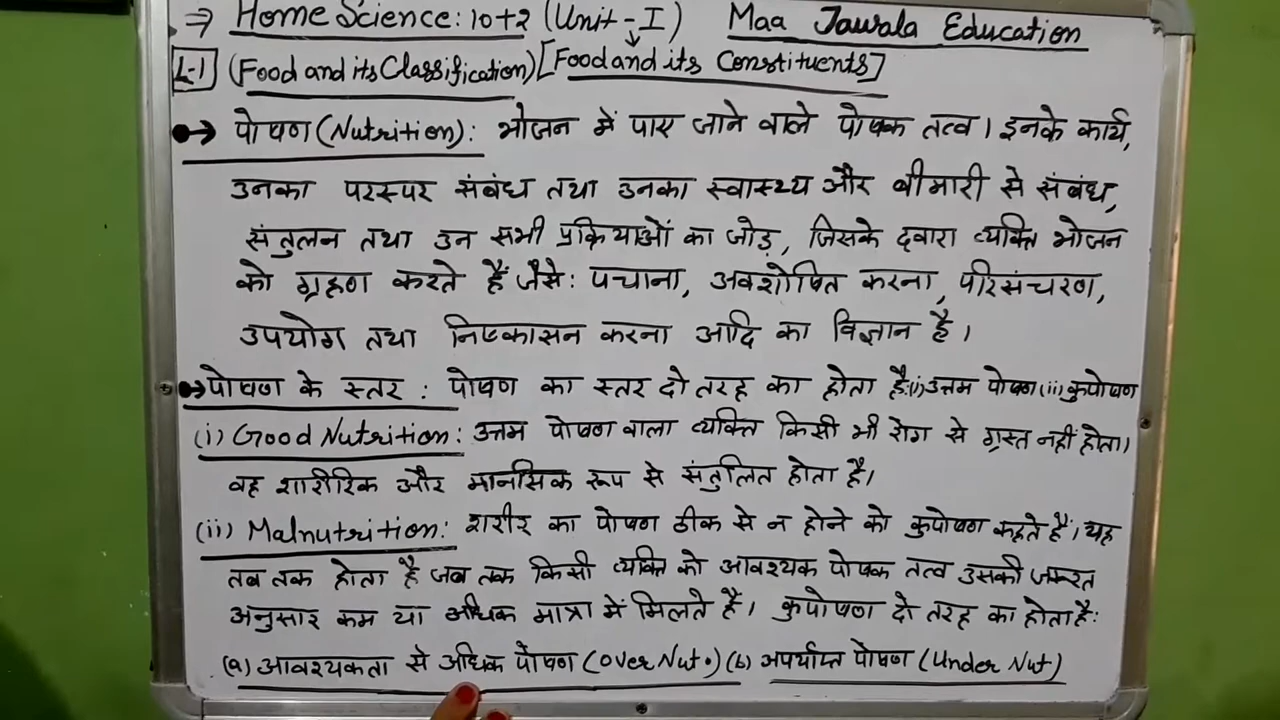 ⇒ Home Science: 10+2 (Unit-I) Maa Jawala Education
L-1 (Food and its Classification) [Food and its Constituents]
पोषण (Nutrition): भोजन में पाए जाने वाले पोषक तत्व। इनके कार्य,
उनका परस्पर संबंध तथा उनका स्वास्थ्य और बीमारी से संबंध,
संतुलन तथा उन सभी प्रक्रियाओं का जोड़, जिसके दवारा व्यक्ति भोजन
को ग्रहण करते हैं जैसे: पचाना, अवशोषित करना, परिसंचरण,
उपयोग तथा निष्कासन करना आदि का विज्ञान है।
पोषण के स्तर: पोषण का स्तर दो तरह का होता है:(i) उत्तम पोषण (ii) कुपोषण
(i) Good Nutrition: उत्तम पोषण वाला व्यक्ति किसी भी रोग से ग्रस्त नहीं होता।
वह शारीरिक और मानसिक रूप से संतुलित होता है।
(ii) Malnutrition: शरीर का पोषण ठीक से न होने को कुपोषण कहते हैं। यह
तब तक होता है जब तक किसी व्यक्ति को आवश्यक पोषक तत्व उसकी जरूरत
अनुसार कम या अधिक मात्रा में मिलते हैं। कुपोषण दो तरह का होता है:
(a) आवश्यकता से अधिक पोषण (Over Nut.) (b) अपर्याप्त पोषण (Under Nut)